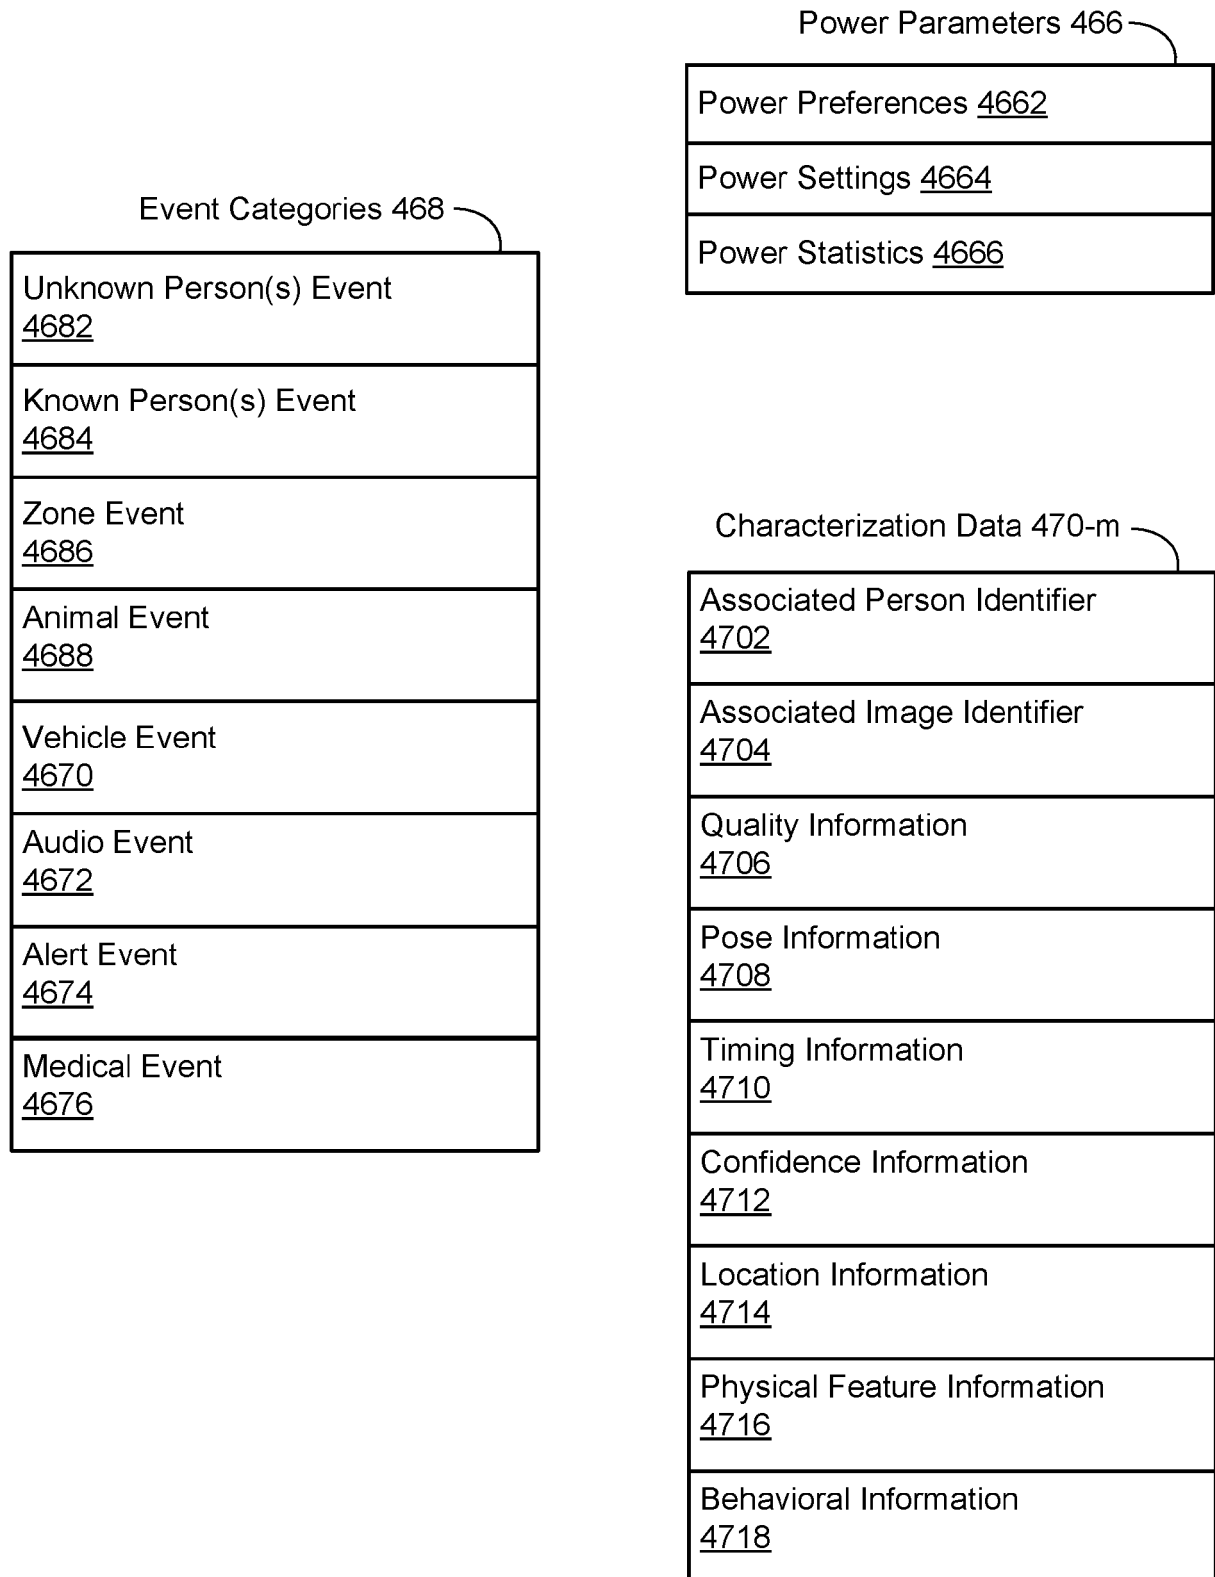 Power Parameters 466
Power Preferences 4662
Power Settings 4664
Power Statistics 4666
Event Categories 468
Unknown Person(s) Event
4682
Known Person(s) Event
4684
Zone Event
4686
Animal Event
4688
Vehicle Event
4670
Audio Event
4672
Alert Event
4674
Medical Event
4676
Characterization Data 470-m
Associated Person Identifier
4702
Associated Image Identifier
4704
Quality Information
4706
Pose Information
4708
Timing Information
4710
Confidence Information
4712
Location Information
4714
Physical Feature Information
4716
Behavioral Information
4718